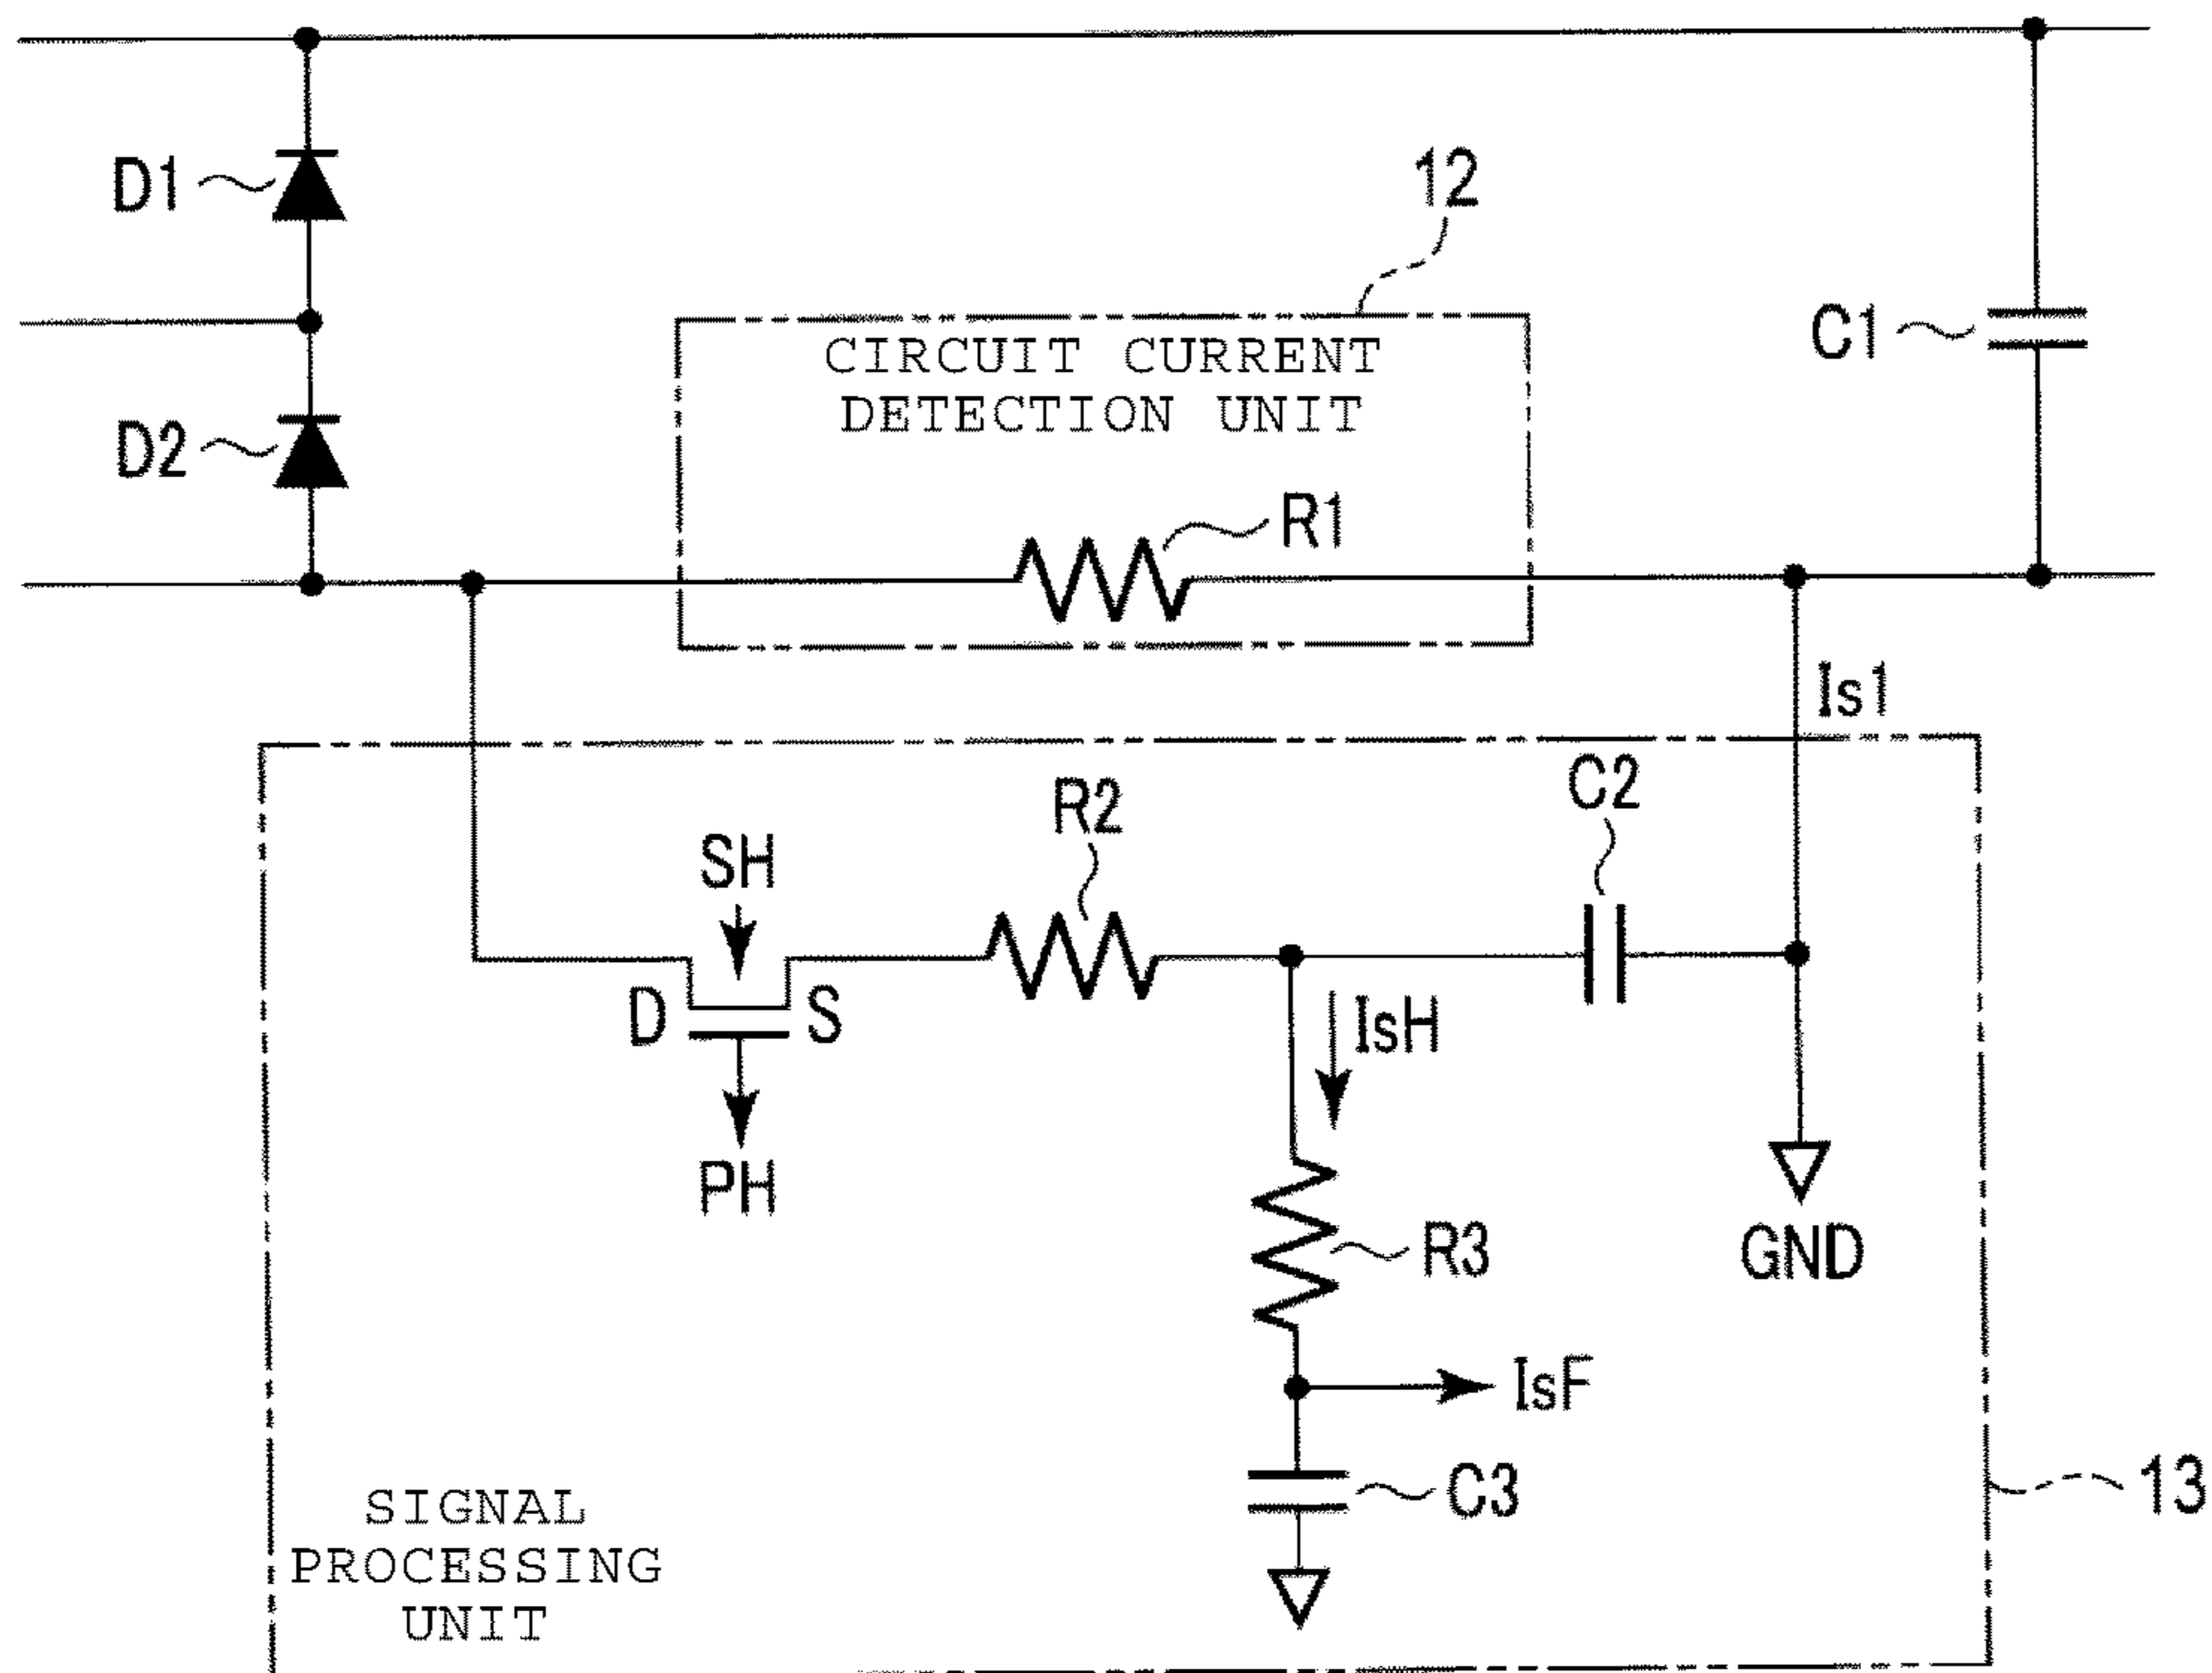 D1
12
CIRCUIT CURRENT
DETECTION UNIT
C1
D2
R1
Is1
C2
R2
SH
D
S
IsH
PH
R3
GND
IsF
C3
13
SIGNAL
PROCESSING
UNIT